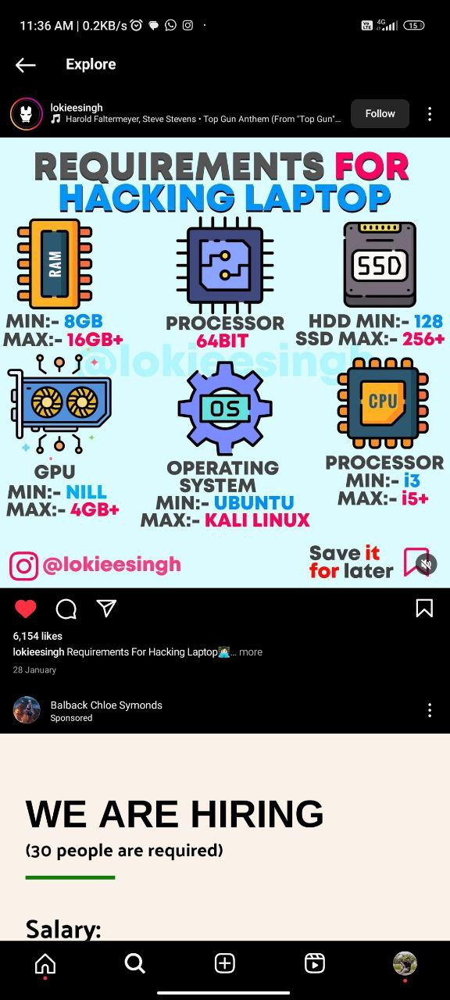 11:36 AM | 0.2KB/s
Vo LTE 4G 15
Explore
lokieesingh
Harold Faltermeyer, Steve Stevens • Top Gun Anthem (From "Top Gun"...
Follow
REQUIREMENTS FOR
HACKING LAPTOP
RAM
SSD
MIN:- 8GB
MAX:- 16GB+
PROCESSOR
64BIT
HDD MIN:- 128
SSD MAX:- 256+
@lokieesingh
OS
CPU
GPU
MIN:- NILL
MAX:- 4GB+
OPERATING
SYSTEM
MIN:- UBUNTU
MAX:- KALI LINUX
PROCESSOR
MIN:- i3
MAX:- i5+
@lokieesingh
Save it
for later
6,154 likes
lokieesingh Requirements For Hacking Laptop👩🏻‍💻... more
28 January
Balback Chloe Symonds
Sponsored
WE ARE HIRING
(30 people are required)
Salary: